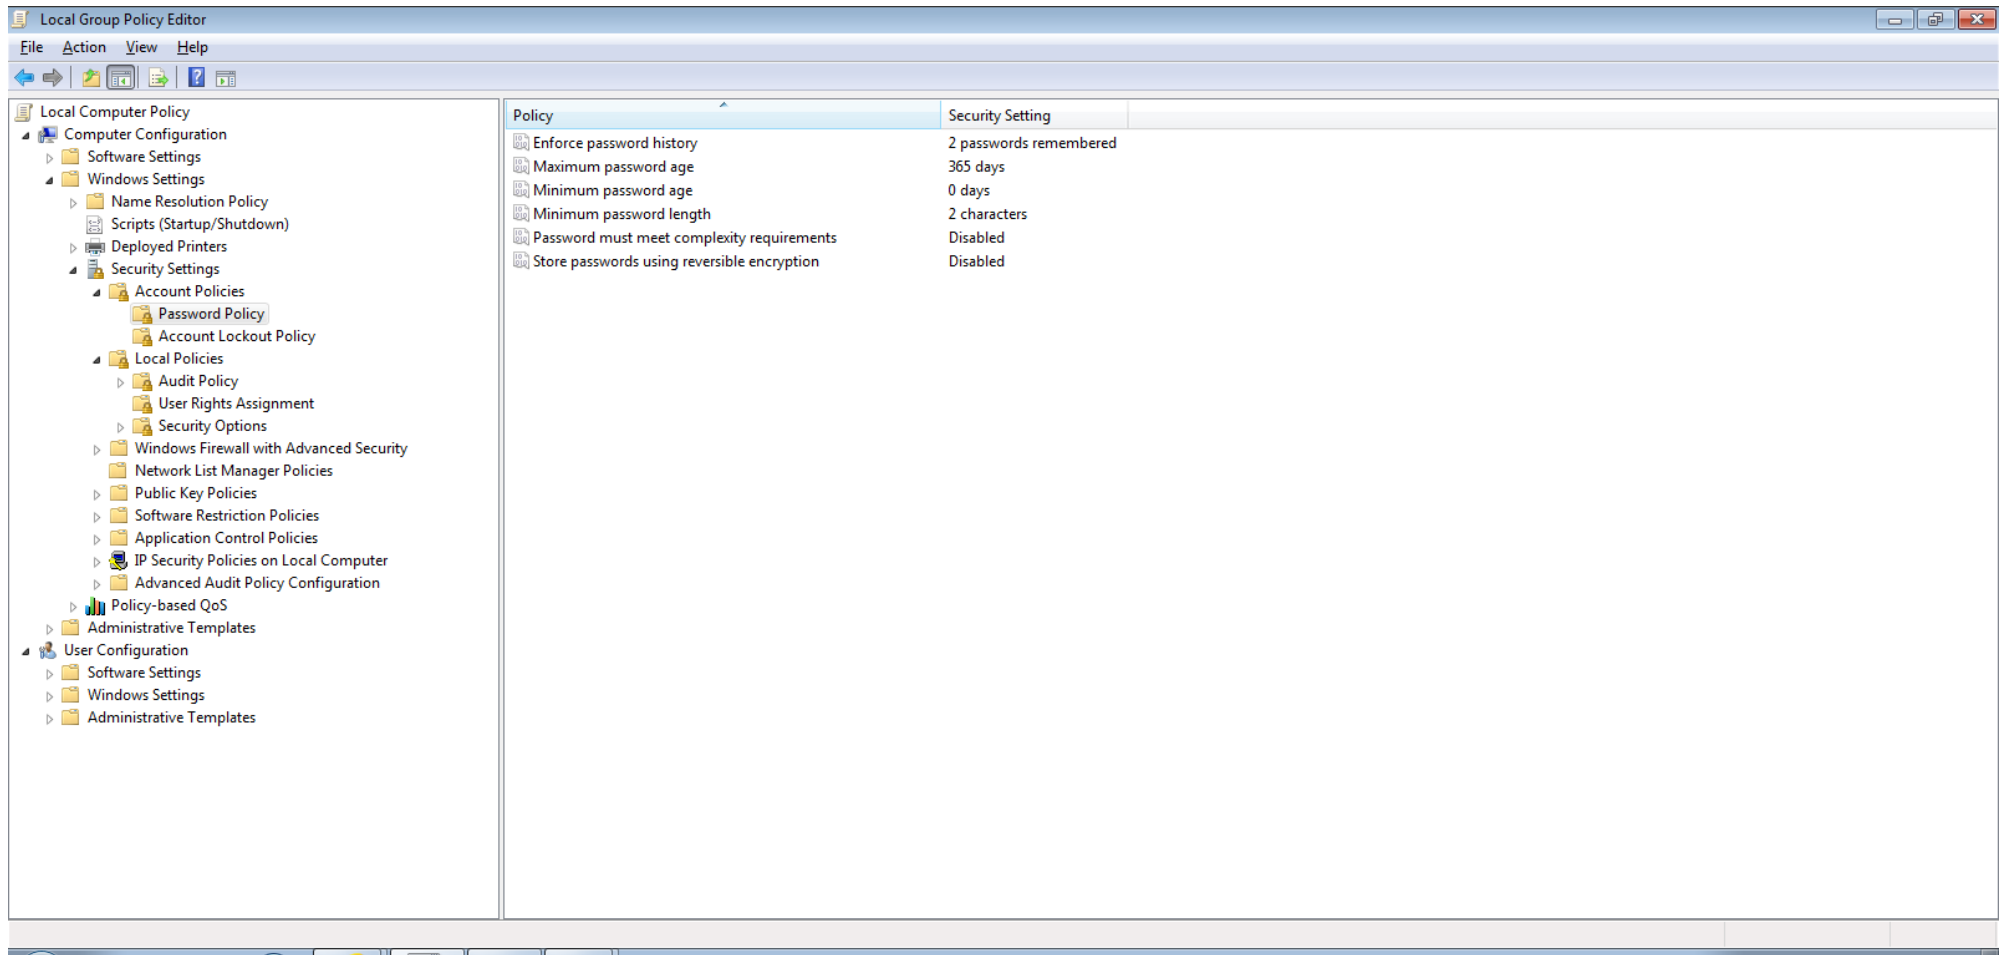 Local Group Policy Editor
File Action View Help
Local Computer Policy
Computer Configuration
Software Settings
Windows Settings
Name Resolution Policy
Scripts (Startup/Shutdown)
Deployed Printers
Security Settings
Account Policies
Password Policy
Account Lockout Policy
Local Policies
Audit Policy
User Rights Assignment
Security Options
Windows Firewall with Advanced Security
Network List Manager Policies
Public Key Policies
Software Restriction Policies
Application Control Policies
IP Security Policies on Local Computer
Advanced Audit Policy Configuration
Policy-based QoS
Administrative Templates
User Configuration
Software Settings
Windows Settings
Administrative Templates
Policy Security Setting
Enforce password history 2 passwords remembered
Maximum password age 365 days
Minimum password age 0 days
Minimum password length 2 characters
Password must meet complexity requirements Disabled
Store passwords using reversible encryption Disabled